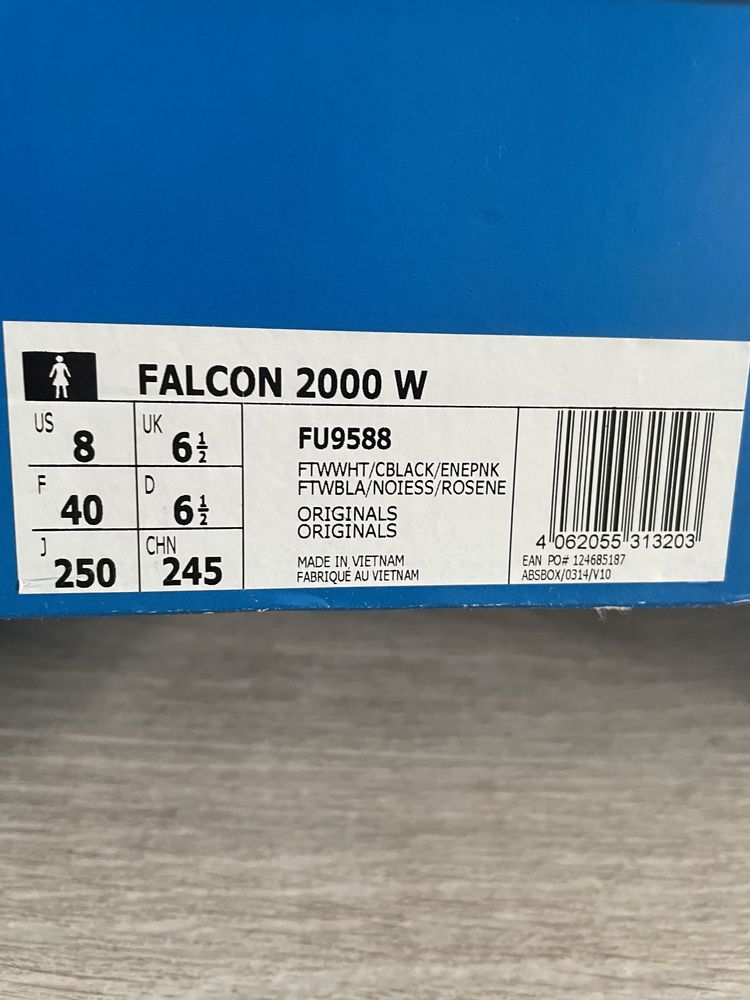 FALCON 2000 W
US 8 UK 6½
F 40 D 6½
J 250 CHN 245
FU9588
FTWWHT/CBLACK/ENEPNK
FTWBLA/NOIESS/ROSENE
ORIGINALS
ORIGINALS
MADE IN VIETNAM
FABRIQUÉ AU VIETNAM
4 062055 313203
EAN PO# 124685187
ABSBOX/0314/V10